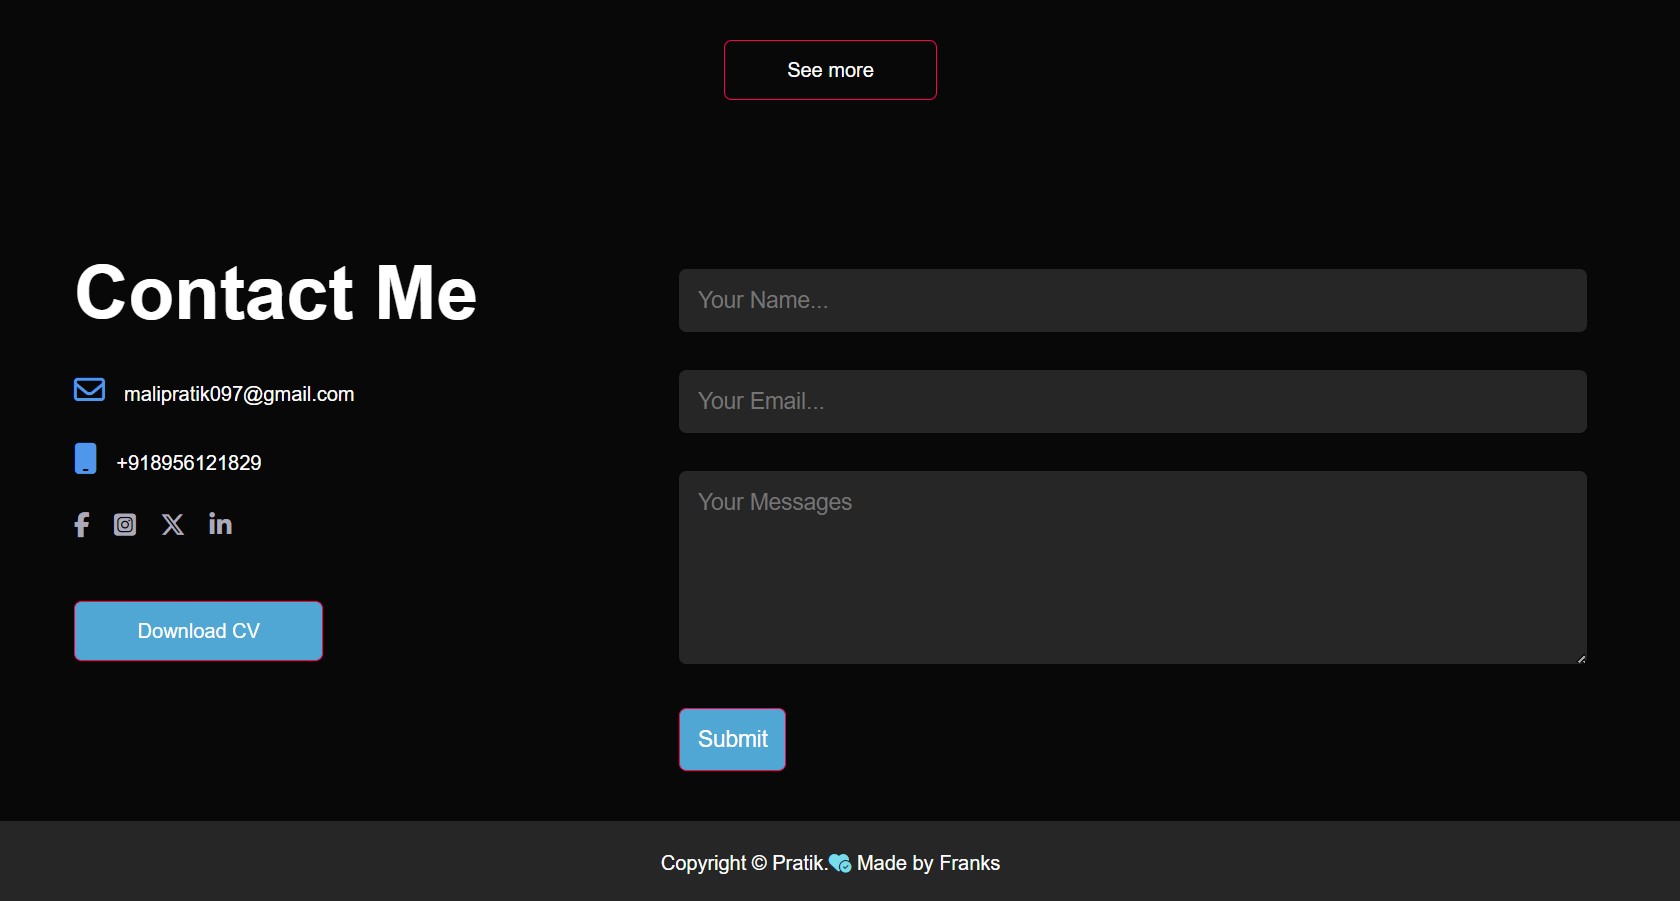 See more
Contact Me
malipratik097@gmail.com
+918956121829
Download CV
Your Name...
Your Email...
Your Messages
Submit
Copyright © Pratik. Made by Franks